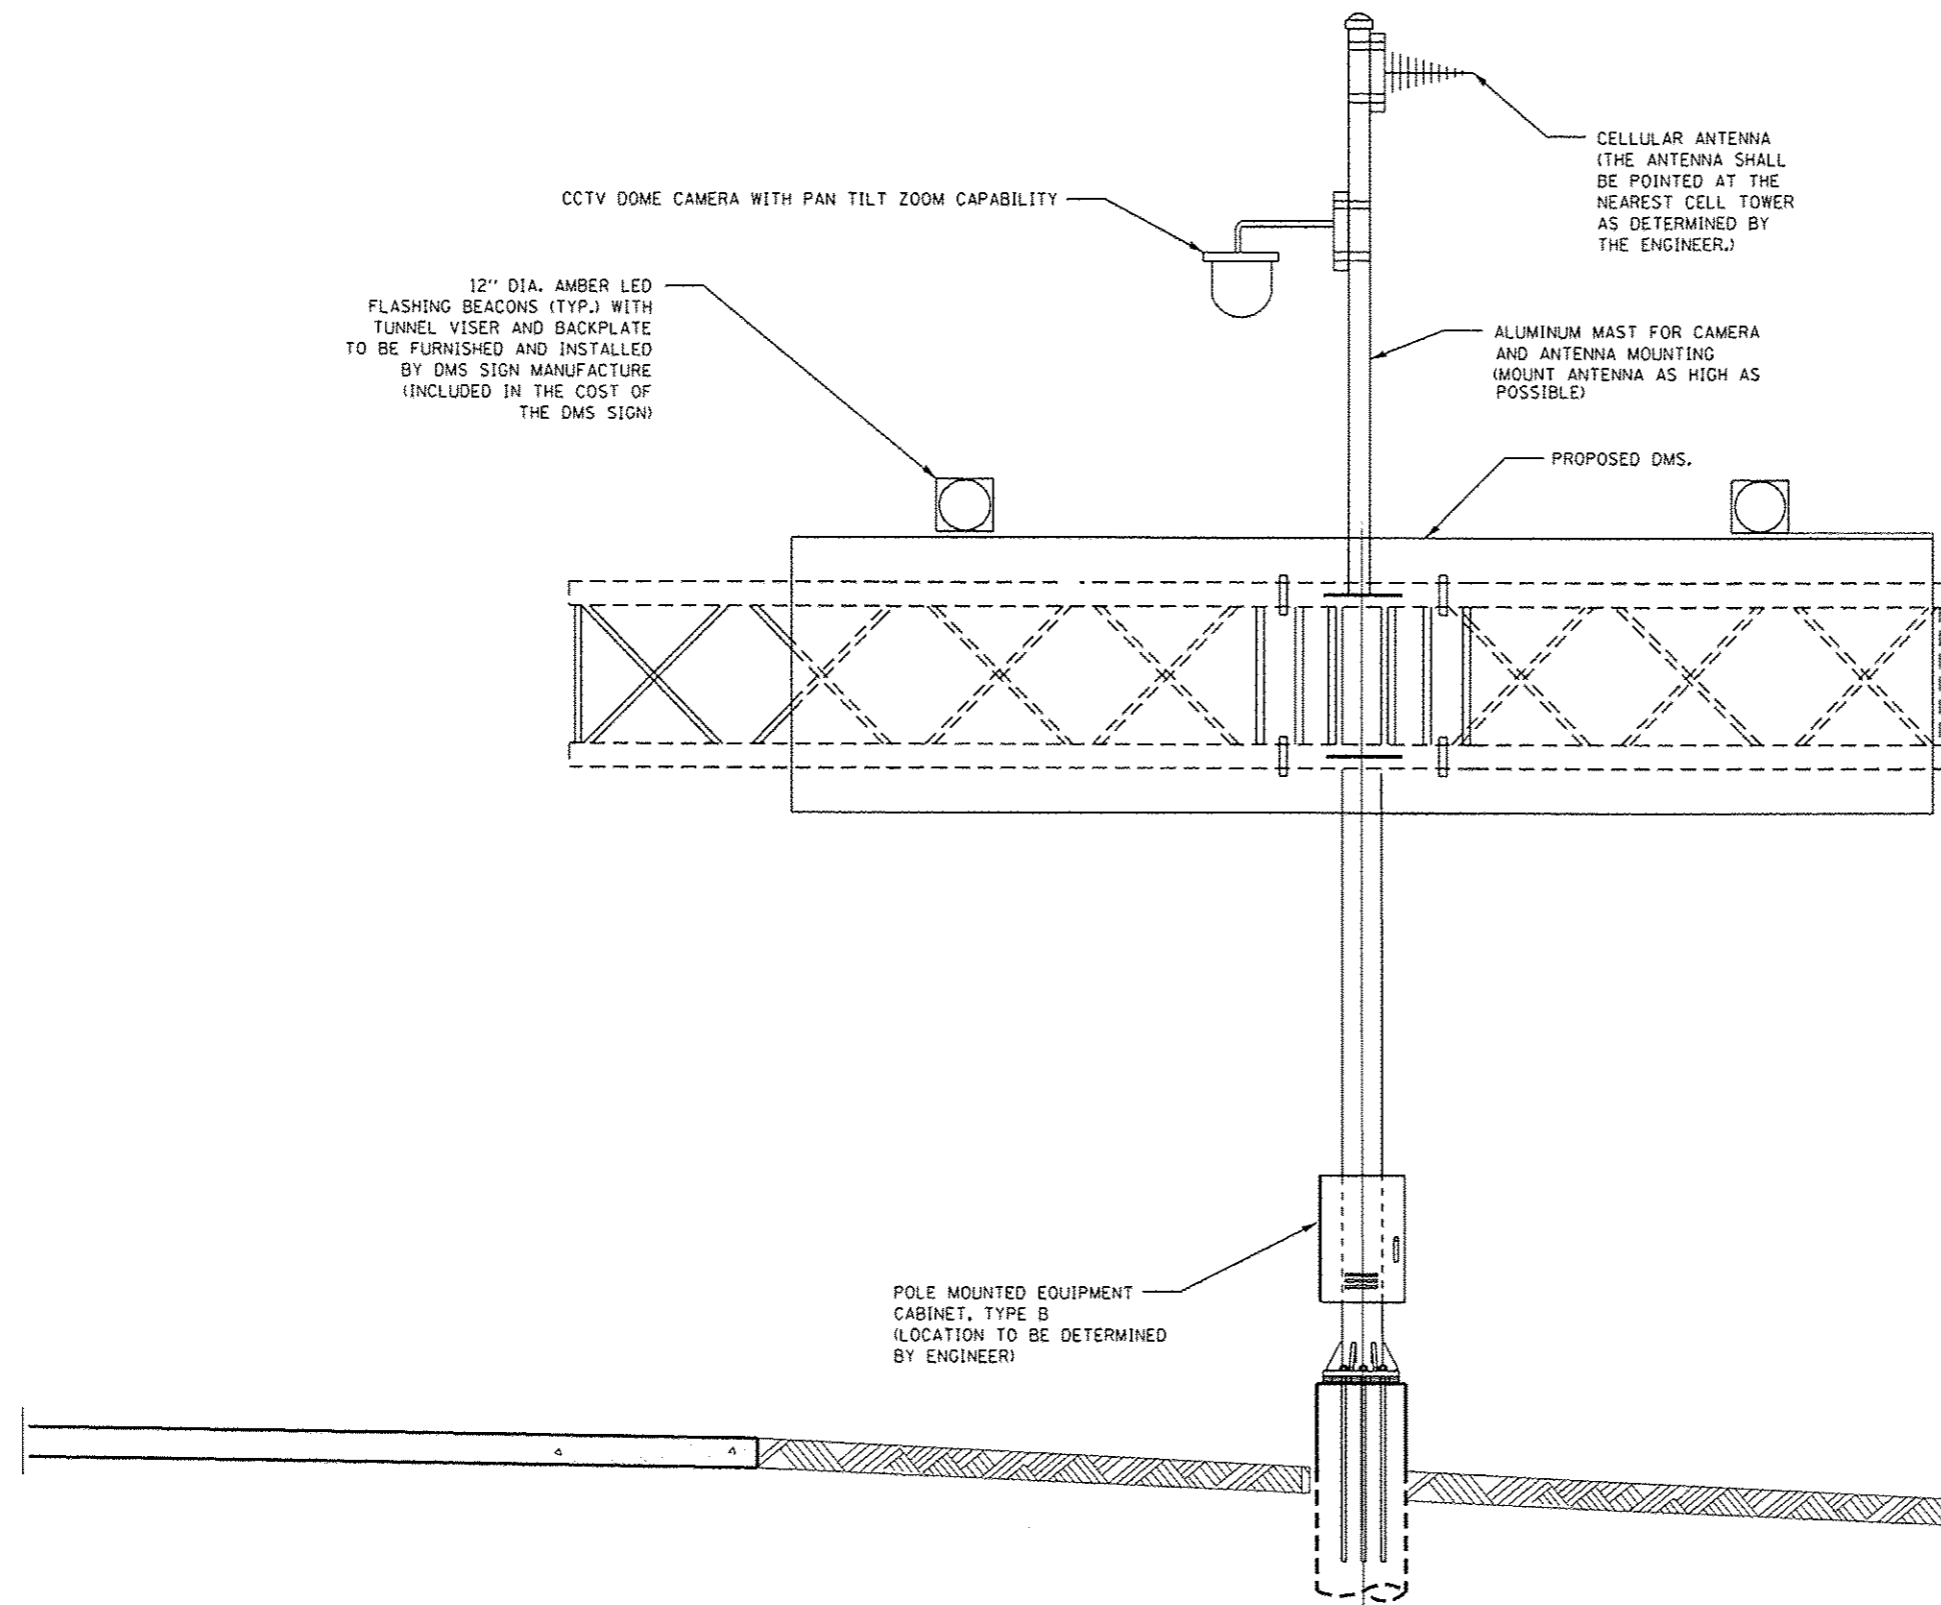 CELLULAR ANTENNA
(THE ANTENNA SHALL
BE POINTED AT THE
NEAREST CELL TOWER
AS DETERMINED BY
THE ENGINEER.)
CCTV DOME CAMERA WITH PAN TILT ZOOM CAPABILITY
12'' DIA. AMBER LED
FLASHING BEACONS (TYP.) WITH
TUNNEL VISER AND BACKPLATE
TO BE FURNISHED AND INSTALLED
BY DMS SIGN MANUFACTURE
(INCLUDED IN THE COST OF
THE DMS SIGN)
ALUMINUM MAST FOR CAMERA
AND ANTENNA MOUNTING
(MOUNT ANTENNA AS HIGH AS
POSSIBLE)
PROPOSED DMS.
POLE MOUNTED EQUIPMENT
CABINET, TYPE B
(LOCATION TO BE DETERMINED
BY ENGINEER)